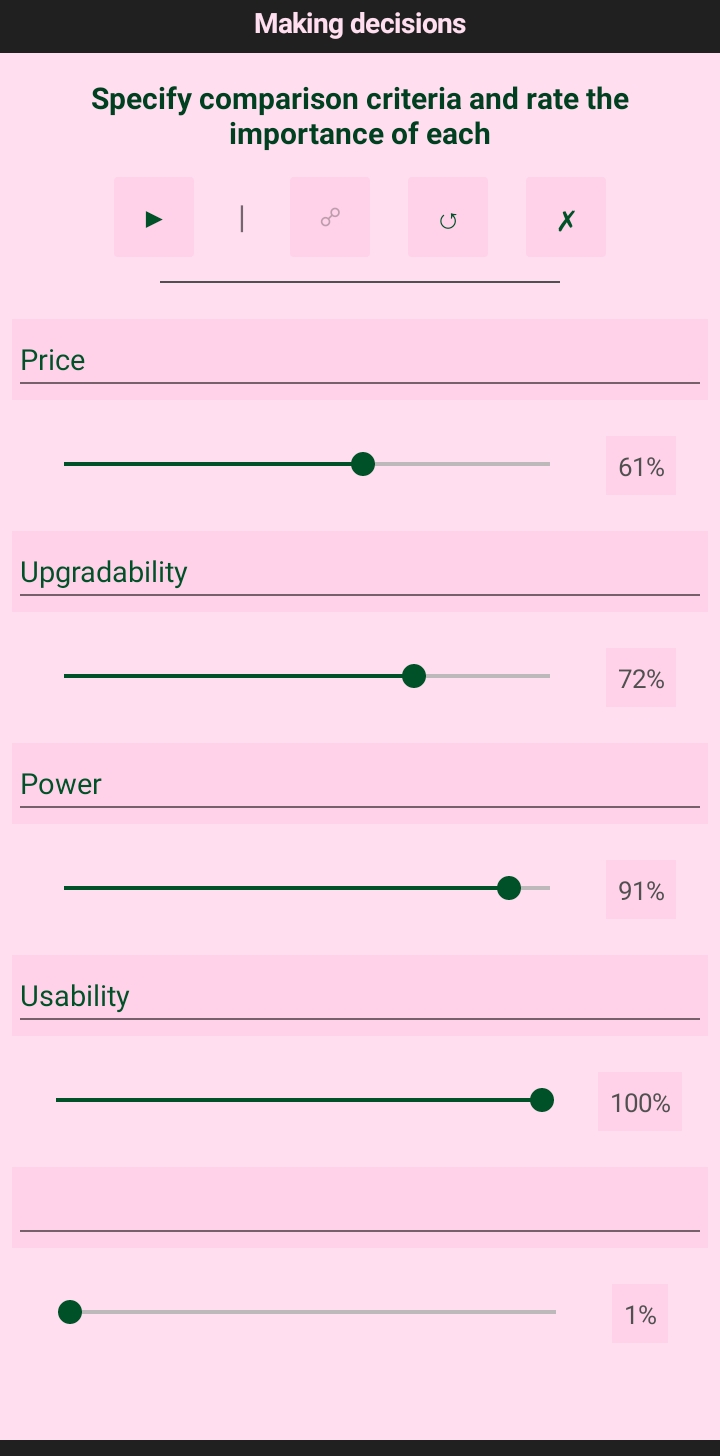 Making decisions
Specify comparison criteria and rate the
importance of each
Price
61%
Upgradability
72%
Power
91%
Usability
100%
1%